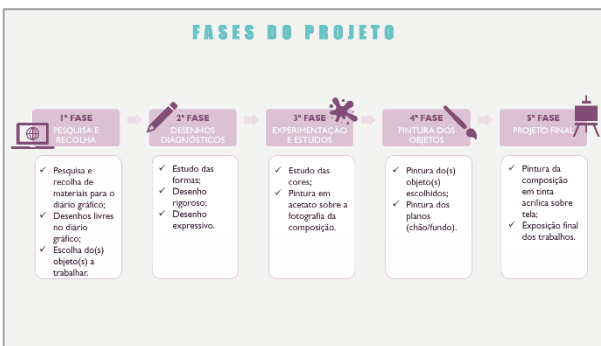 FASES DO PROJETO
1ª FASE
PESQUISA E
RECOLHA
✓ Pesquisa e
recolha de
materiais para o
diário gráfico;
✓ Desenhos livres
no diário
gráfico;
✓ Escolha do(s)
objeto(s) a
trabalhar.
2ª FASE
DESENHOS
DIAGNÓSTICOS
✓ Estudo das
formas;
✓ Desenho
rigoroso;
✓ Desenho
expressivo.
3ª FASE
EXPERIMENTAÇÃO
E ESTUDOS
✓ Estudo das
cores;
✓ Pintura em
acetato sobre a
fotografia da
composição.
4ª FASE
PINTURA DOS
OBJETOS
✓ Pintura do(s)
objeto(s)
escolhidos;
✓ Pintura dos
planos
(chão/fundo).
5ª FASE
PROJETO FINAL
✓ Pintura da
composição
em tinta
acrílica sobre
tela;
✓ Exposição final
dos trabalhos.